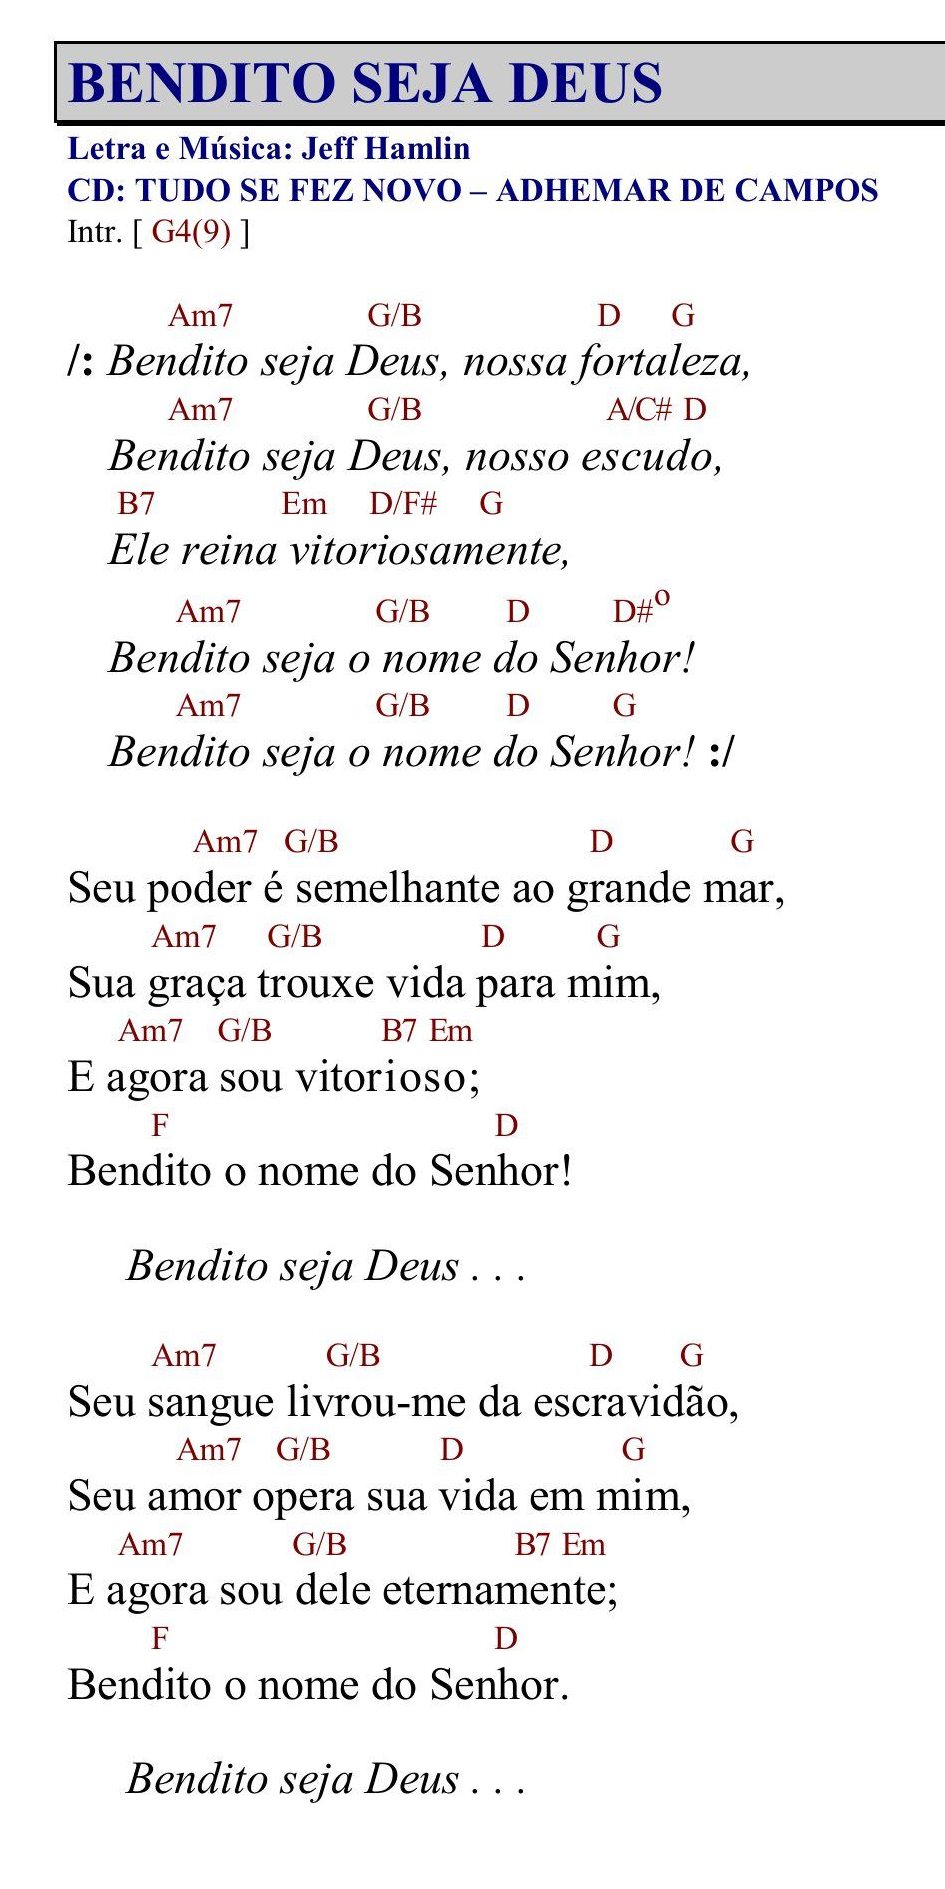 BENDITO SEJA DEUS
Letra e Música: Jeff Hamlin
CD: TUDO SE FEZ NOVO – ADHEMAR DE CAMPOS
Intr. [ G4(9) ]
Am7 G/B D G
/: Bendito seja Deus, nossa fortaleza,
Am7 G/B A/C# D
Bendito seja Deus, nosso escudo,
B7 Em D/F# G
Ele reina vitoriosamente,
Am7 G/B D D#º
Bendito seja o nome do Senhor!
Am7 G/B D G
Bendito seja o nome do Senhor! :/
Am7 G/B D G
Seu poder é semelhante ao grande mar,
Am7 G/B D G
Sua graça trouxe vida para mim,
Am7 G/B B7 Em
E agora sou vitorioso;
F D
Bendito o nome do Senhor!
Bendito seja Deus . . .
Am7 G/B D G
Seu sangue livrou-me da escravidão,
Am7 G/B D G
Seu amor opera sua vida em mim,
Am7 G/B B7 Em
E agora sou dele eternamente;
F D
Bendito o nome do Senhor.
Bendito seja Deus . . .